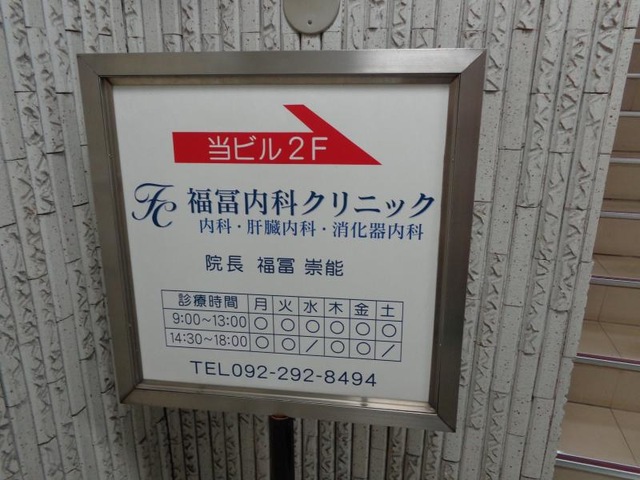 当ビル2F
FC 福冨内科クリニック
内科・肝臓内科・消化器内科
院長 福冨 崇能
診療時間 月 火 水 木 金 土
9:00～13:00 ○ ○ ○ ○ ○ ○
14:30～18:00 ○ ○ / ○ ○ /
TEL092-292-8494